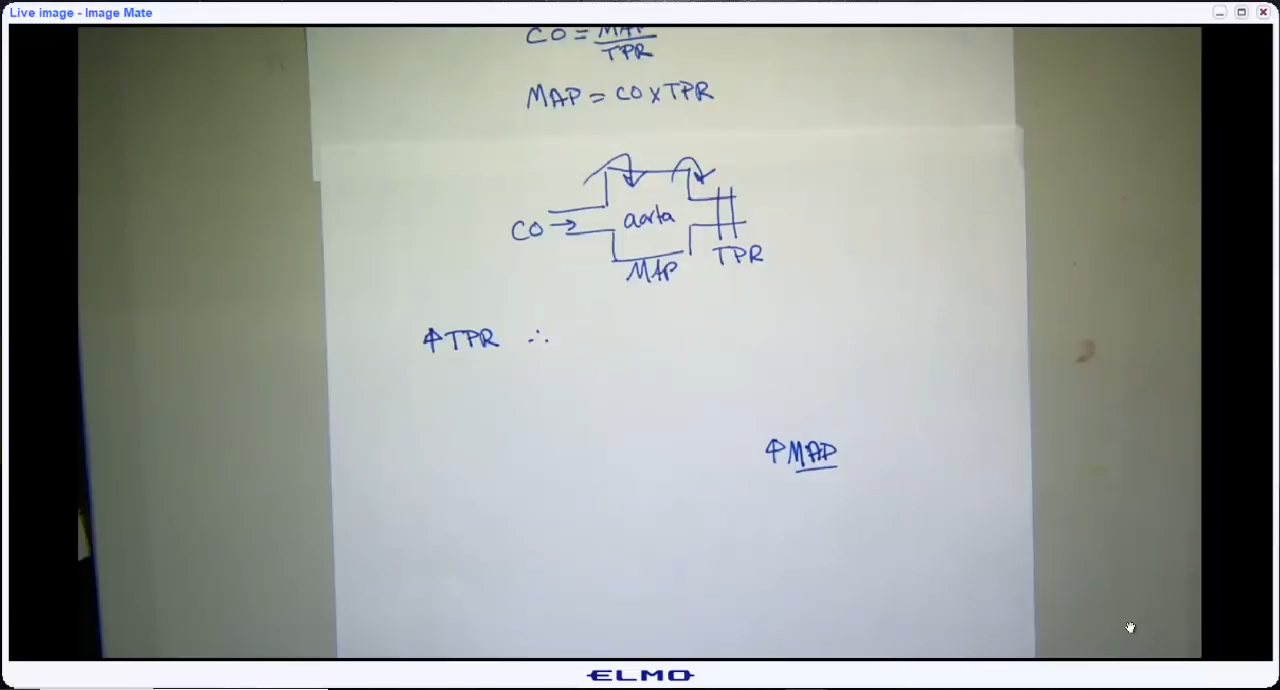 Live image - Image Mate
CO = MAP
TPR
MAP = CO x TPR
CO → aorta
MAP
TPR
↑TPR ∴
↑MAP
ELMO